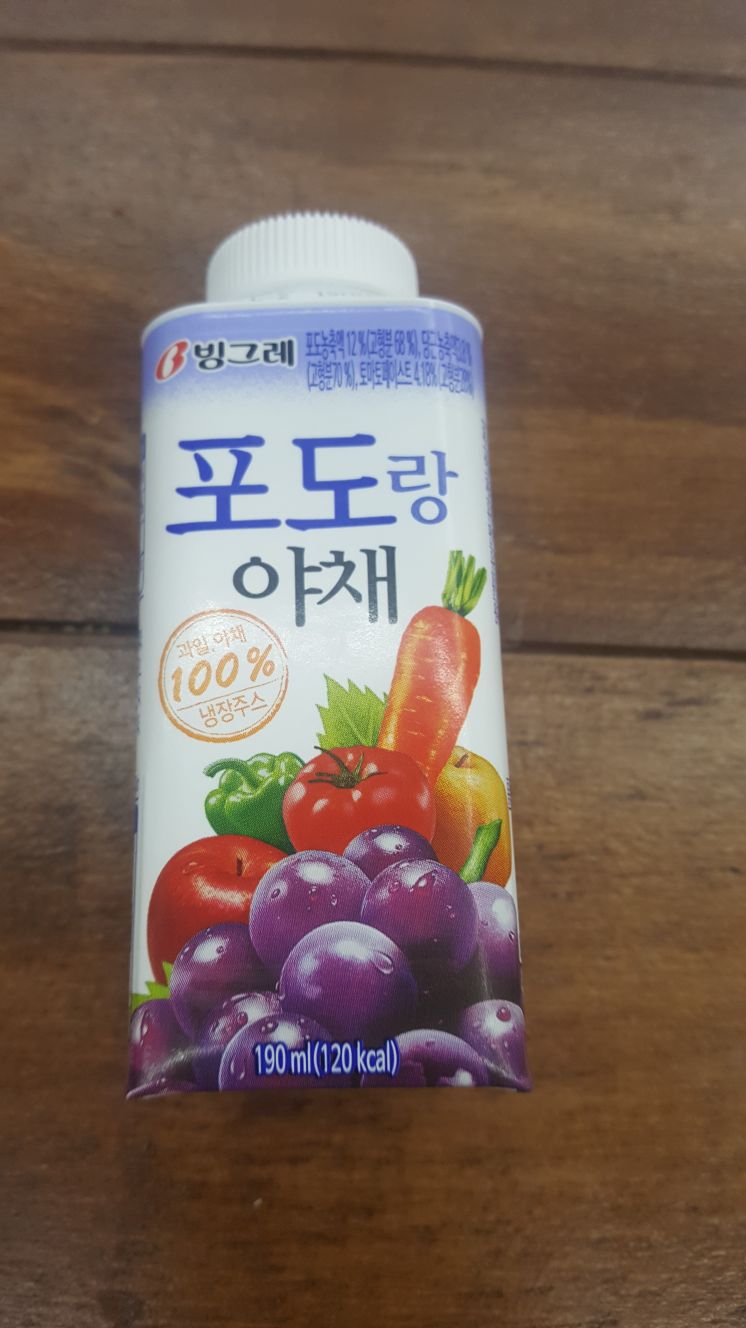 빙그레
포도농축액 12%(고형분 68%), 당근농축액
(고형분70%), 토마토페이스트 4.18%
포도랑
야채
과일, 야채
100%
냉장주스
190 ml(120 kcal)